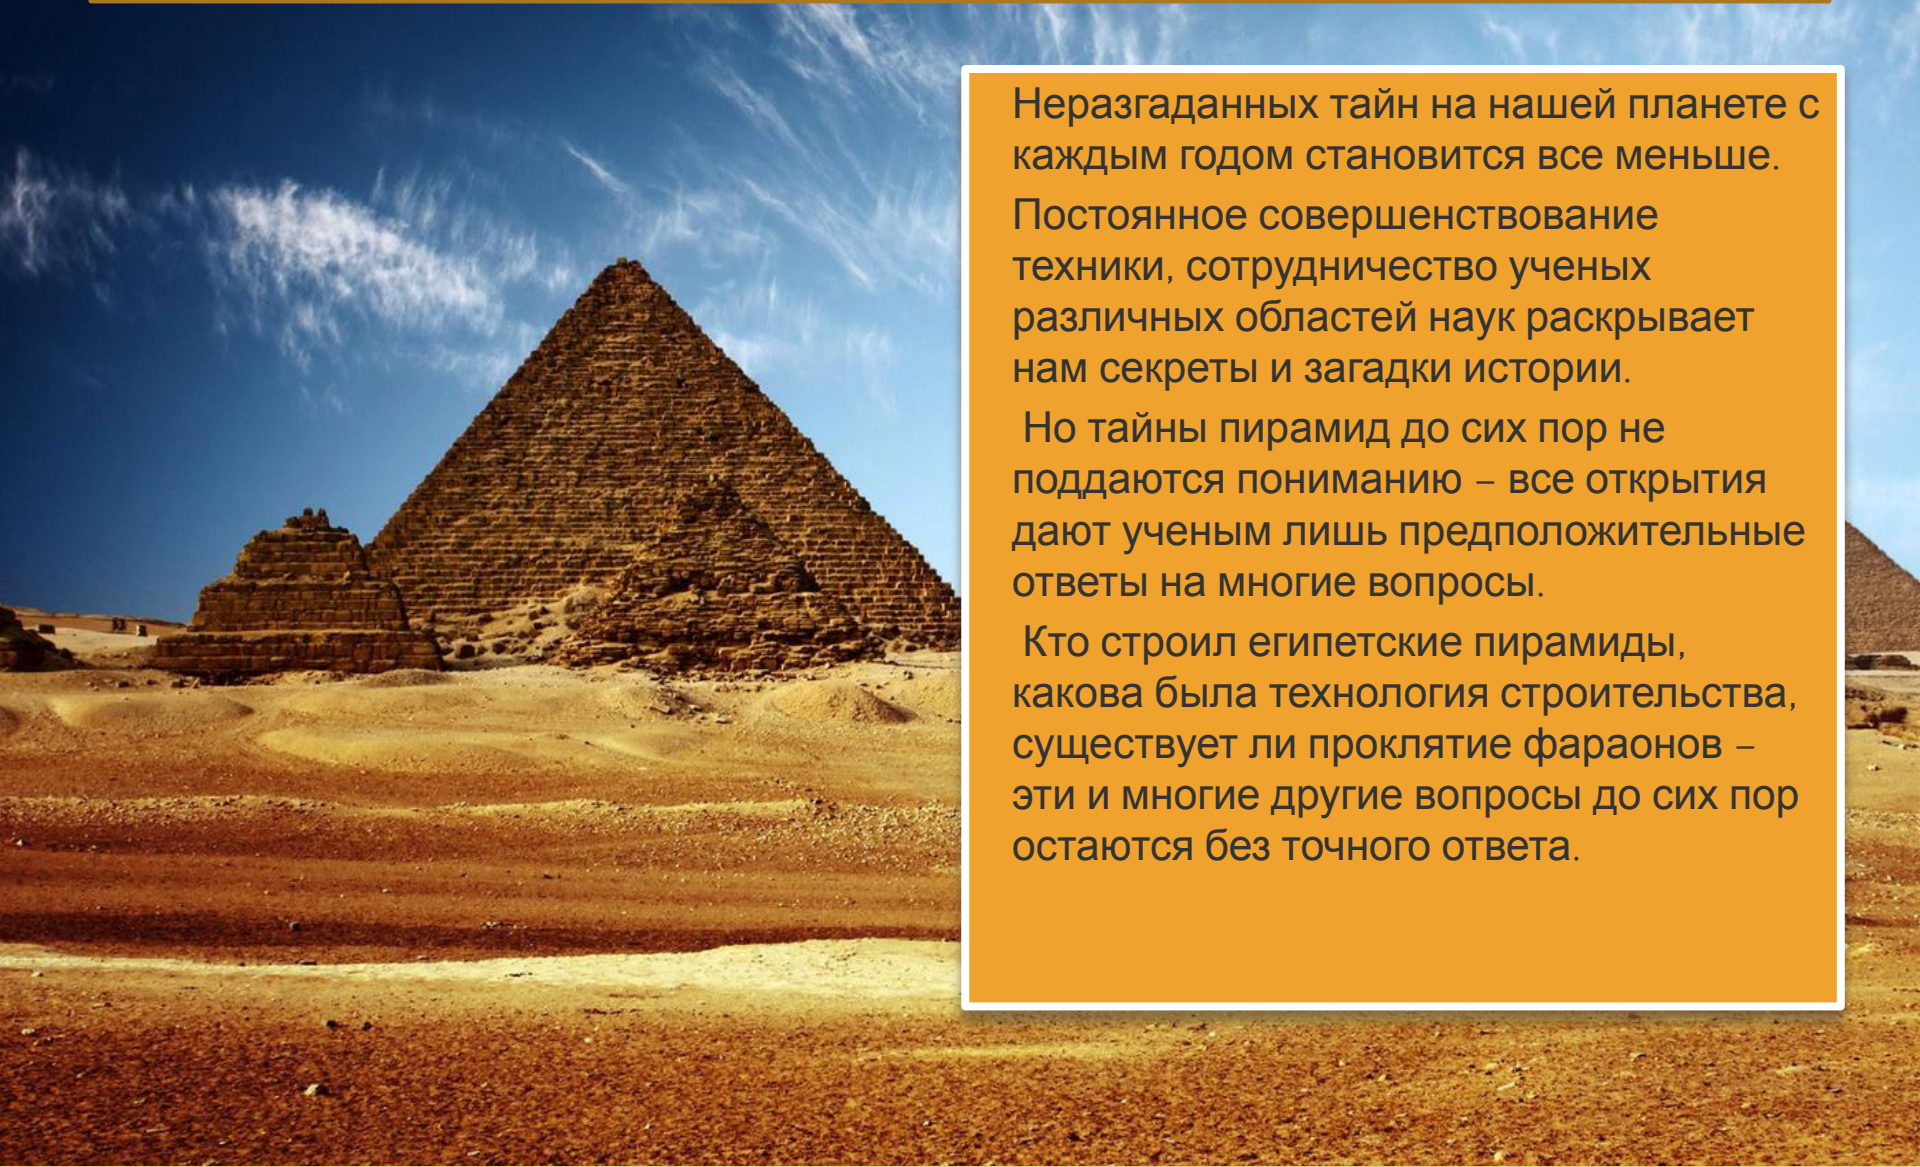 Неразгаданных тайн на нашей планете с
каждым годом становится все меньше.
Постоянное совершенствование
техники, сотрудничество ученых
различных областей наук раскрывает
нам секреты и загадки истории.
Но тайны пирамид до сих пор не
поддаются пониманию – все открытия
дают ученым лишь предположительные
ответы на многие вопросы.
Кто строил египетские пирамиды,
какова была технология строительства,
существует ли проклятие фараонов –
эти и многие другие вопросы до сих пор
остаются без точного ответа.